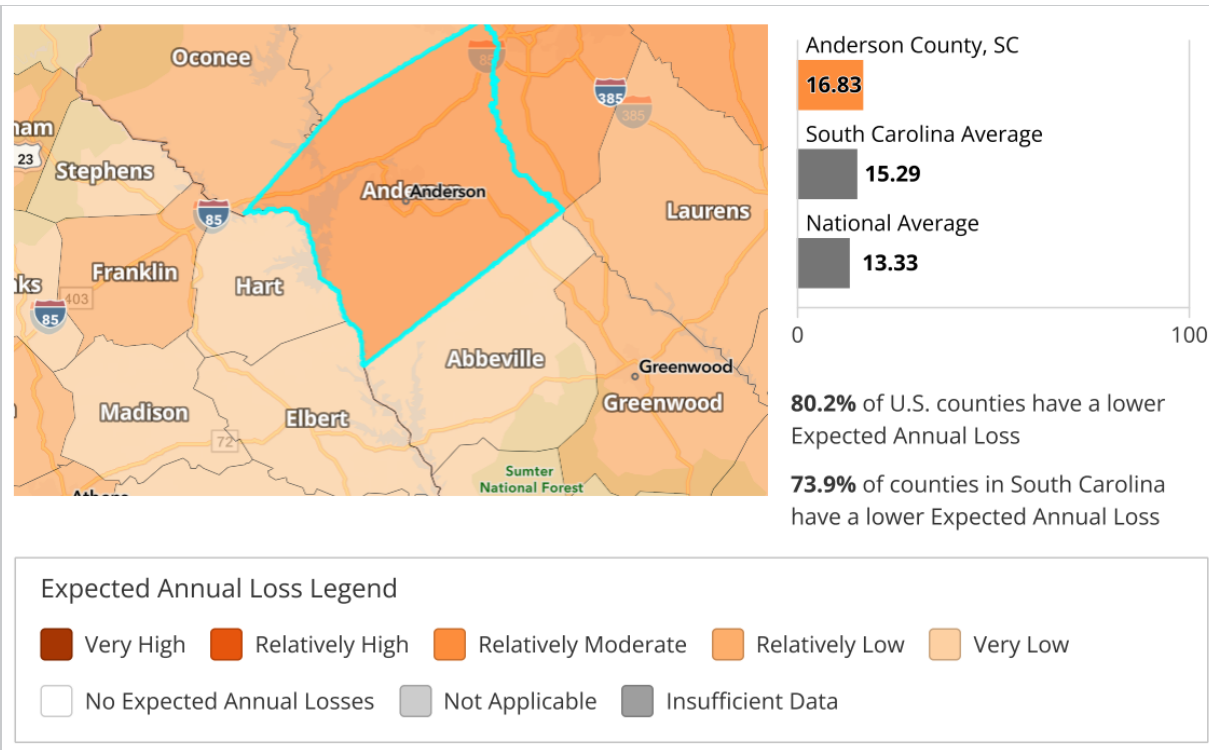 Oconee
85
385
385
23
Stephens
Anderson
85
Laurens
Franklin
Hart
403
85
Abbeville
Greenwood
Greenwood
Madison
Elbert
72
Sumter
National Forest
Anderson County, SC
16.83
South Carolina Average
15.29
National Average
13.33
0
100
80.2% of U.S. counties have a lower
Expected Annual Loss
73.9% of counties in South Carolina
have a lower Expected Annual Loss
Expected Annual Loss Legend
Very High
Relatively High
Relatively Moderate
Relatively Low
Very Low
No Expected Annual Losses
Not Applicable
Insufficient Data